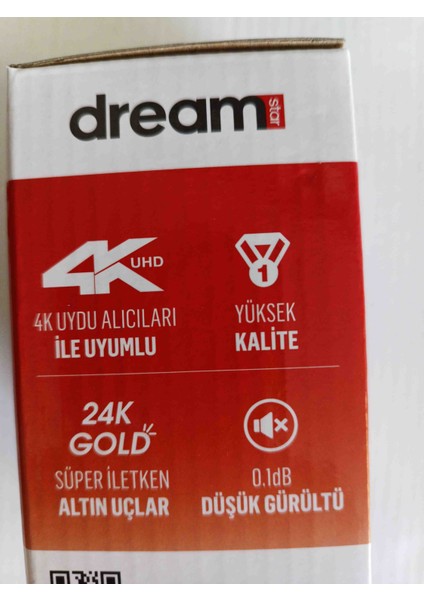 dream star
4K UHD
4K UYDU ALICILARI
İLE UYUMLU
1
YÜKSEK
KALİTE
24K
GOLD
SÜPER İLETKEN
ALTIN UÇLAR
0,1dB
DÜŞÜK GÜRÜLTÜ